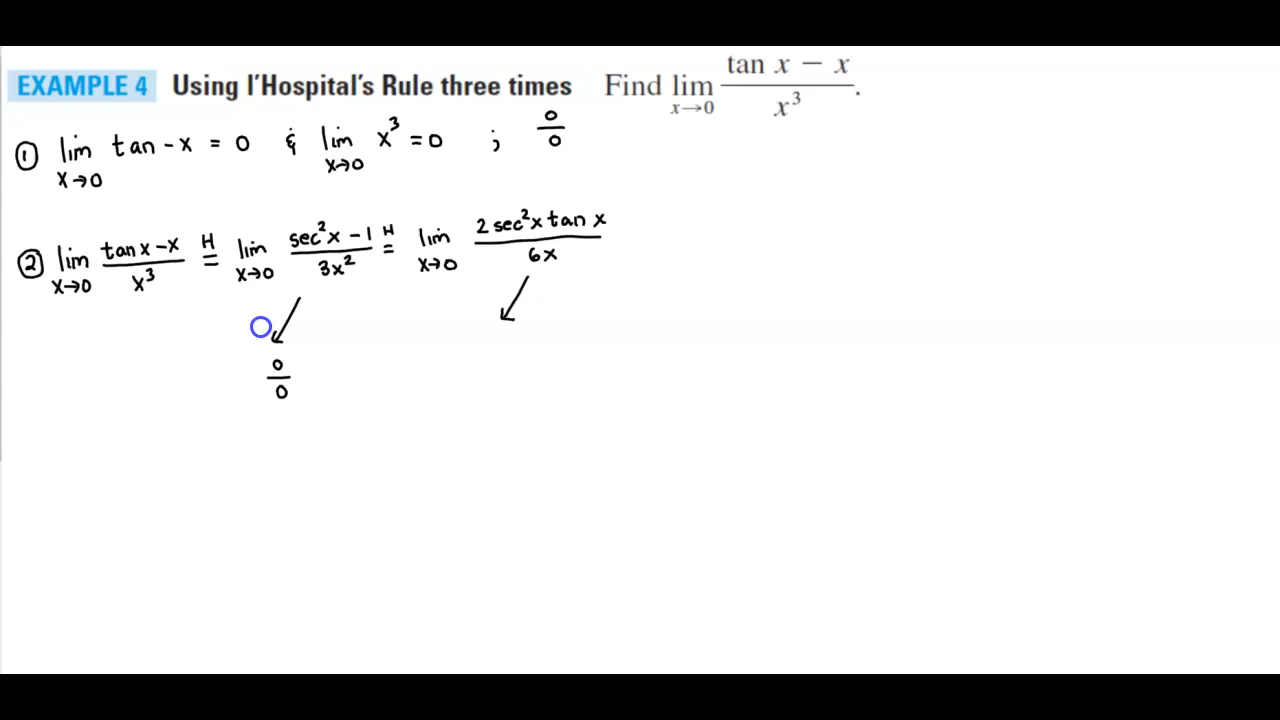 EXAMPLE 4 Using l'Hospital's Rule three times Find lim x→0 (tan x − x)/x³.
① lim x→0 tan -x = 0 & lim x→0 x³ = 0 ; 0/0
② lim x→0 (tan x - x)/x³ =ᴴ lim x→0 (sec²x - 1)/3x² =ᴴ lim x→0 (2 sec²x tan x)/6x
0/0